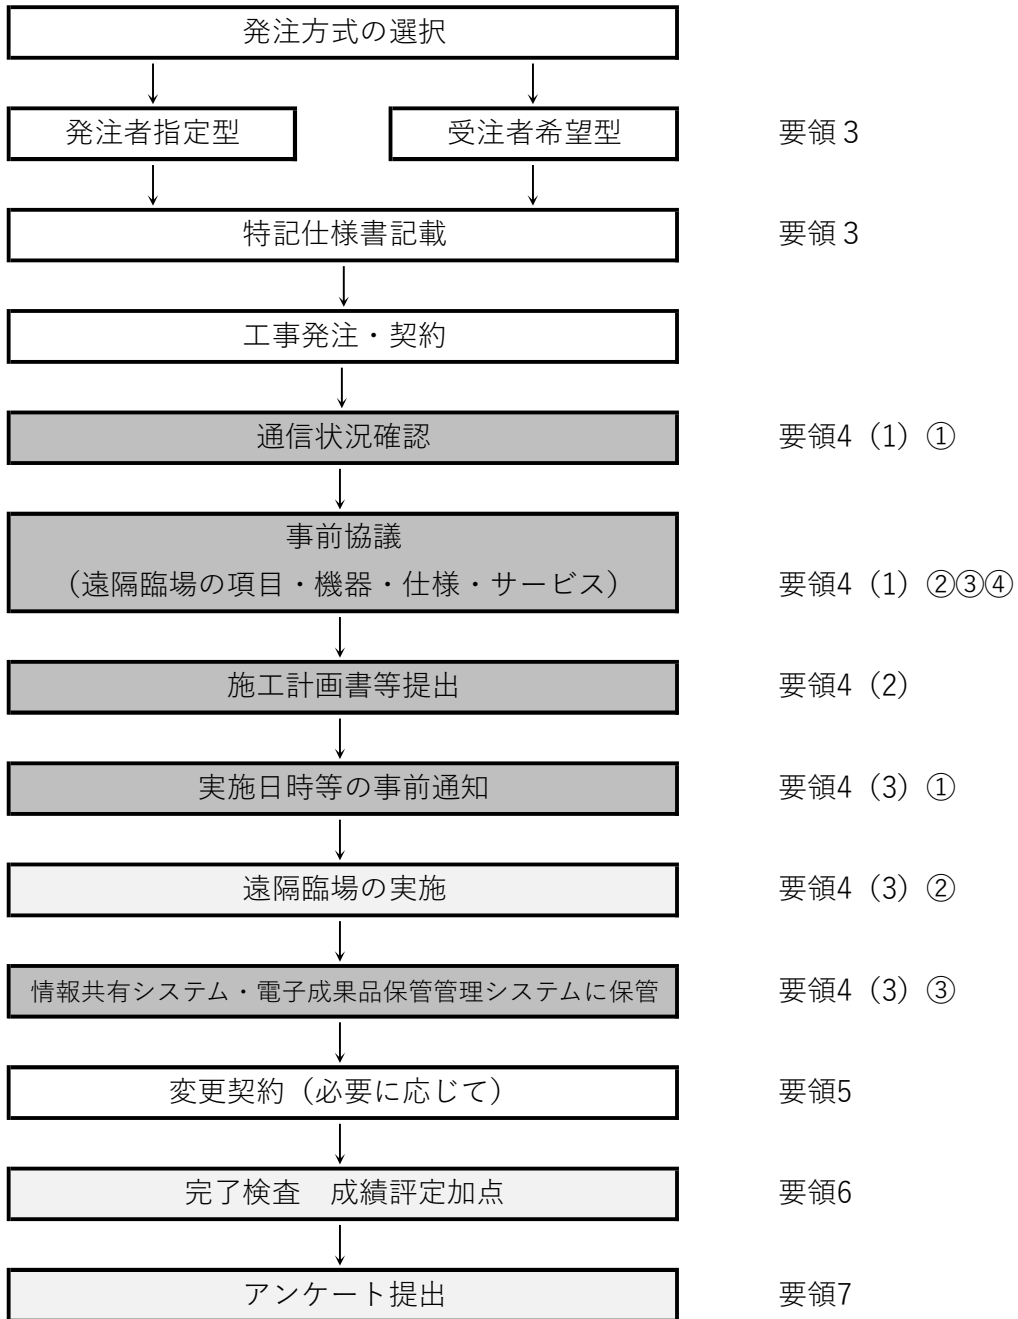 発注方式の選択
発注者指定型 受注者希望型 要領3
特記仕様書記載 要領3
工事発注・契約
通信状況確認 要領4（1）①
事前協議
（遠隔臨場の項目・機器・仕様・サービス） 要領4（1）②③④
施工計画書等提出 要領4（2）
実施日時等の事前通知 要領4（3）①
遠隔臨場の実施 要領4（3）②
情報共有システム・電子成果品保管管理システムに保管 要領4（3）③
変更契約（必要に応じて） 要領5
完了検査　成績評定加点 要領6
アンケート提出 要領7